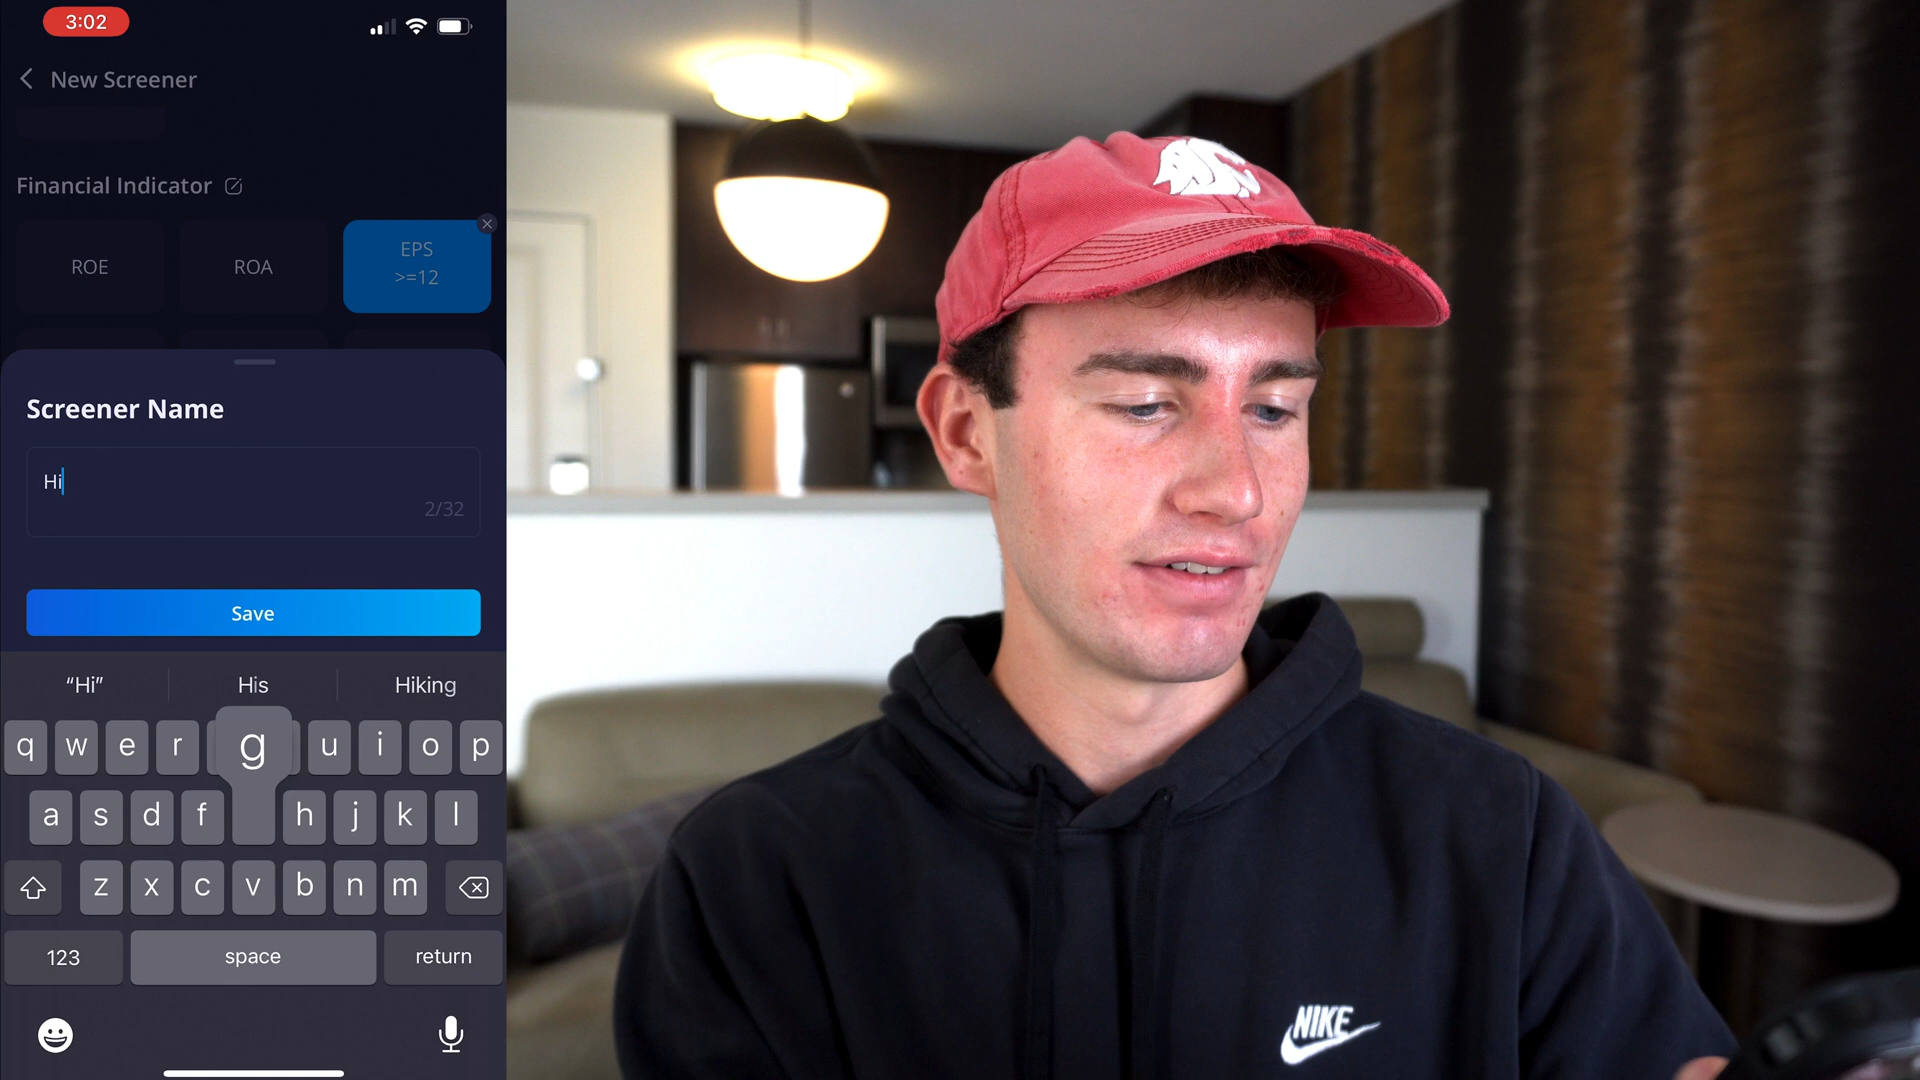 3:02
New Screener
Financial Indicator
ROE
ROA
EPS
>=12
Screener Name
Hi
2/32
Save
“Hi”
His
Hiking
q w e r g u i o p
a s d f h j k l
z x c v b n m
123
space
return
NIKE